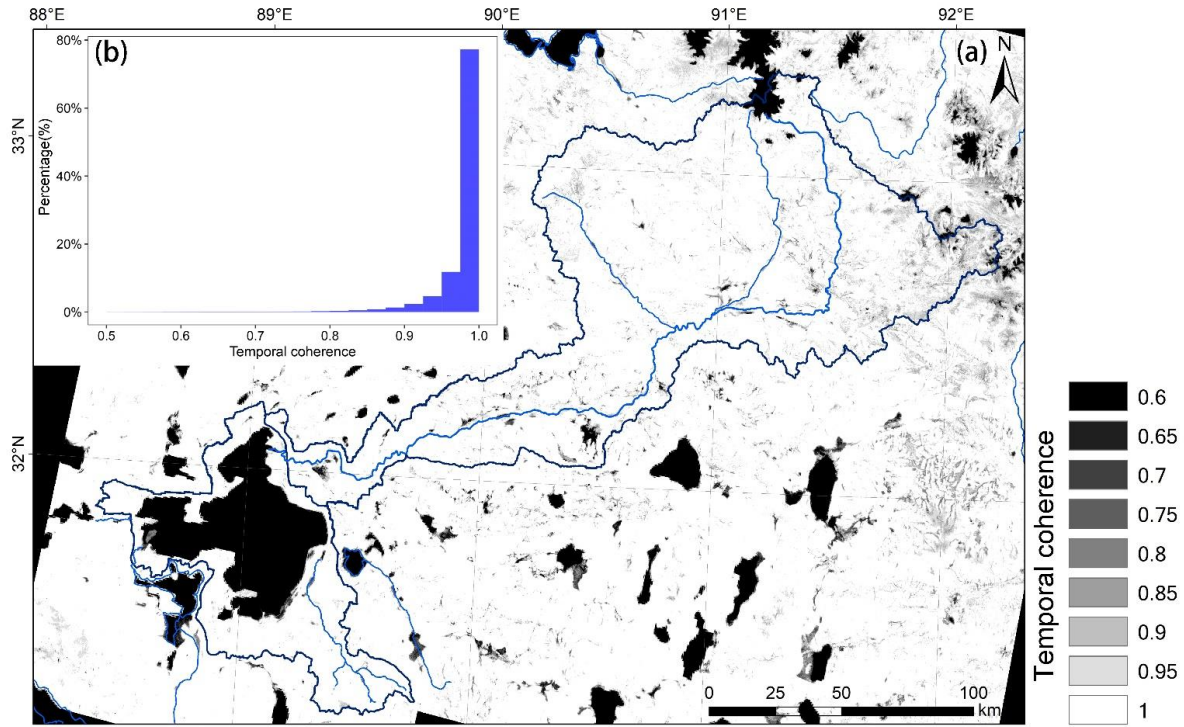 88°E 89°E 90°E 91°E 92°E
(b)
(a)
N
80%
60%
40%
20%
0%
Percentage(%)
0.5 0.6 0.7 0.8 0.9 1.0
Temporal coherence
33°N
32°N
0 25 50 100
km
Temporal coherence
0.6
0.65
0.7
0.75
0.8
0.85
0.9
0.95
1